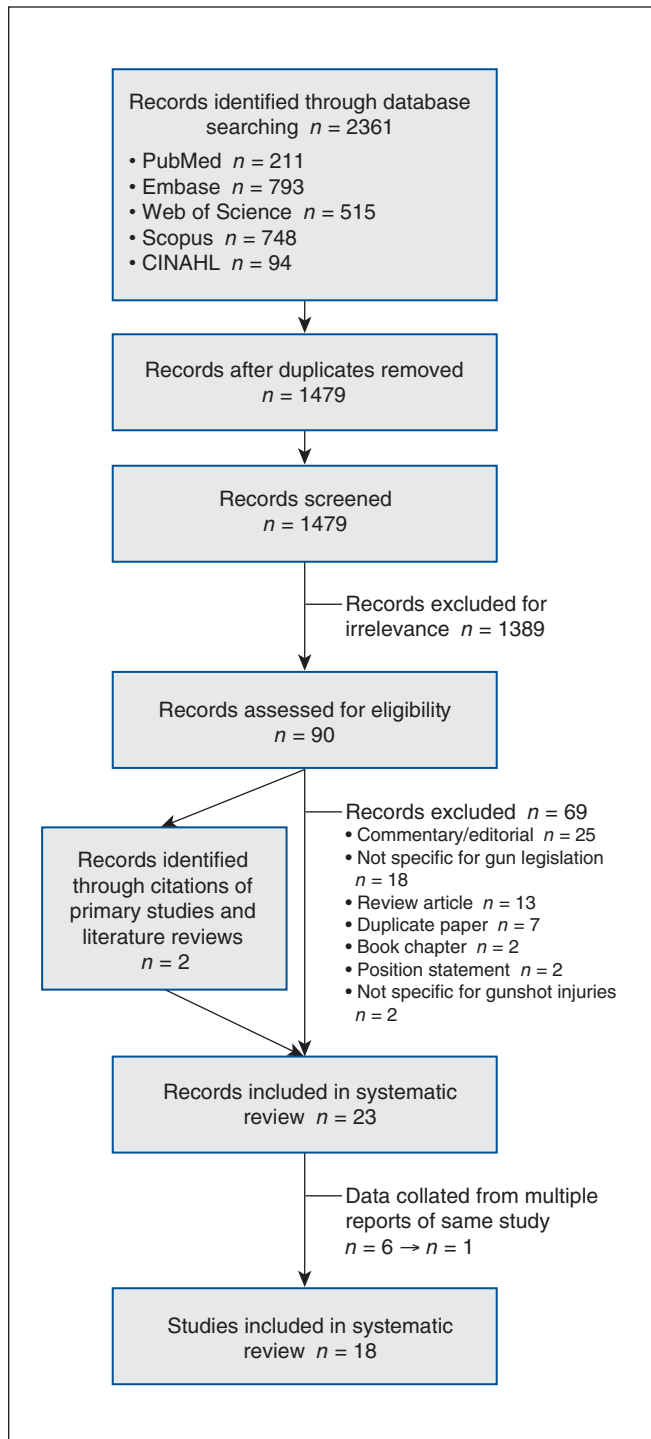 Records identified through database
searching n = 2361
• PubMed n = 211
• Embase n = 793
• Web of Science n = 515
• Scopus n = 748
• CINAHL n = 94
Records after duplicates removed
n = 1479
Records screened
n = 1479
Records excluded for
irrelevance n = 1389
Records assessed for eligibility
n = 90
Records identified
through citations of
primary studies and
literature reviews
n = 2
Records excluded n = 69
• Commentary/editorial n = 25
• Not specific for gun legislation
n = 18
• Review article n = 13
• Duplicate paper n = 7
• Book chapter n = 2
• Position statement n = 2
• Not specific for gunshot injuries
n = 2
Records included in systematic
review n = 23
Data collated from multiple
reports of same study
n = 6 → n = 1
Studies included in systematic
review n = 18